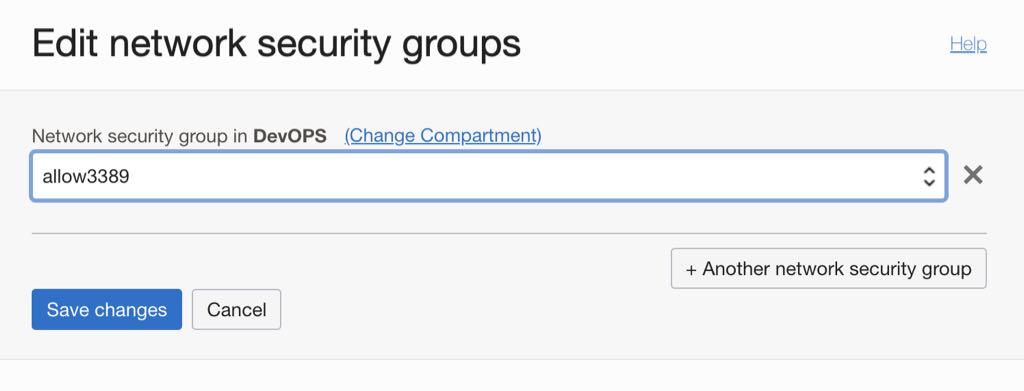 Edit network security groups
Help
Network security group in DevOPS (Change Compartment)
allow3389
+ Another network security group
Save changes
Cancel